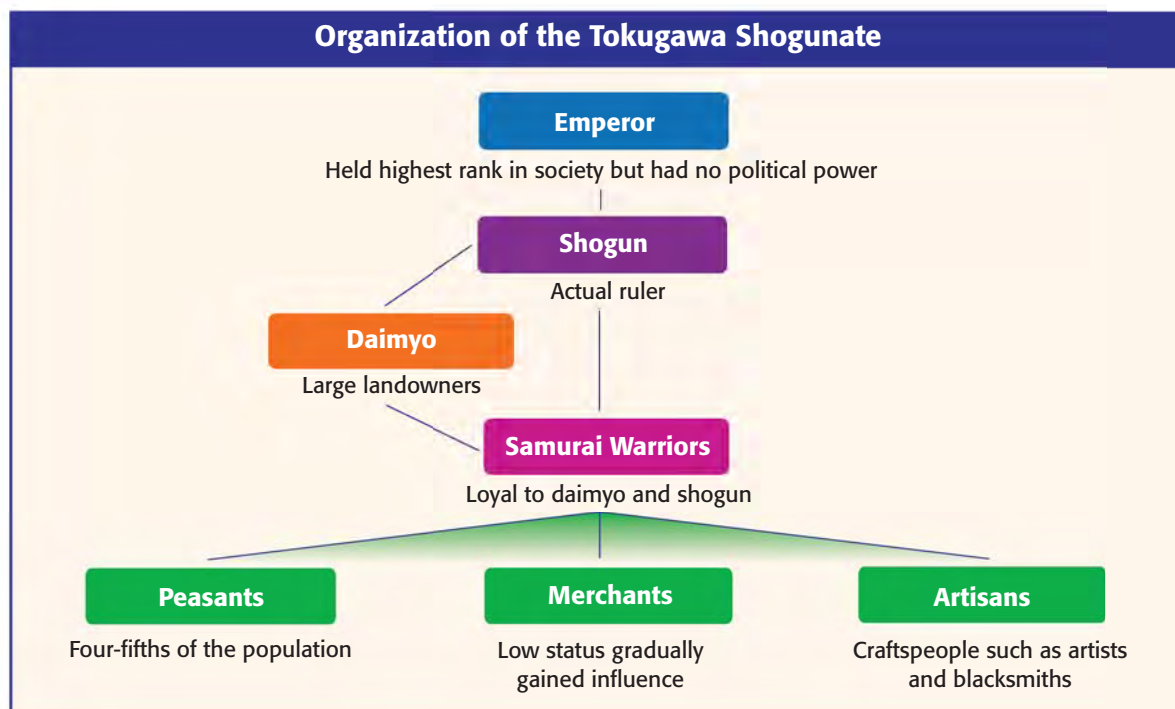 Organization of the Tokugawa Shogunate
Emperor
Held highest rank in society but had no political power
Shogun
Actual ruler
Daimyo
Large landowners
Samurai Warriors
Loyal to daimyo and shogun
Peasants
Four-fifths of the population
Merchants
Low status gradually
gained influence
Artisans
Craftspeople such as artists
and blacksmiths